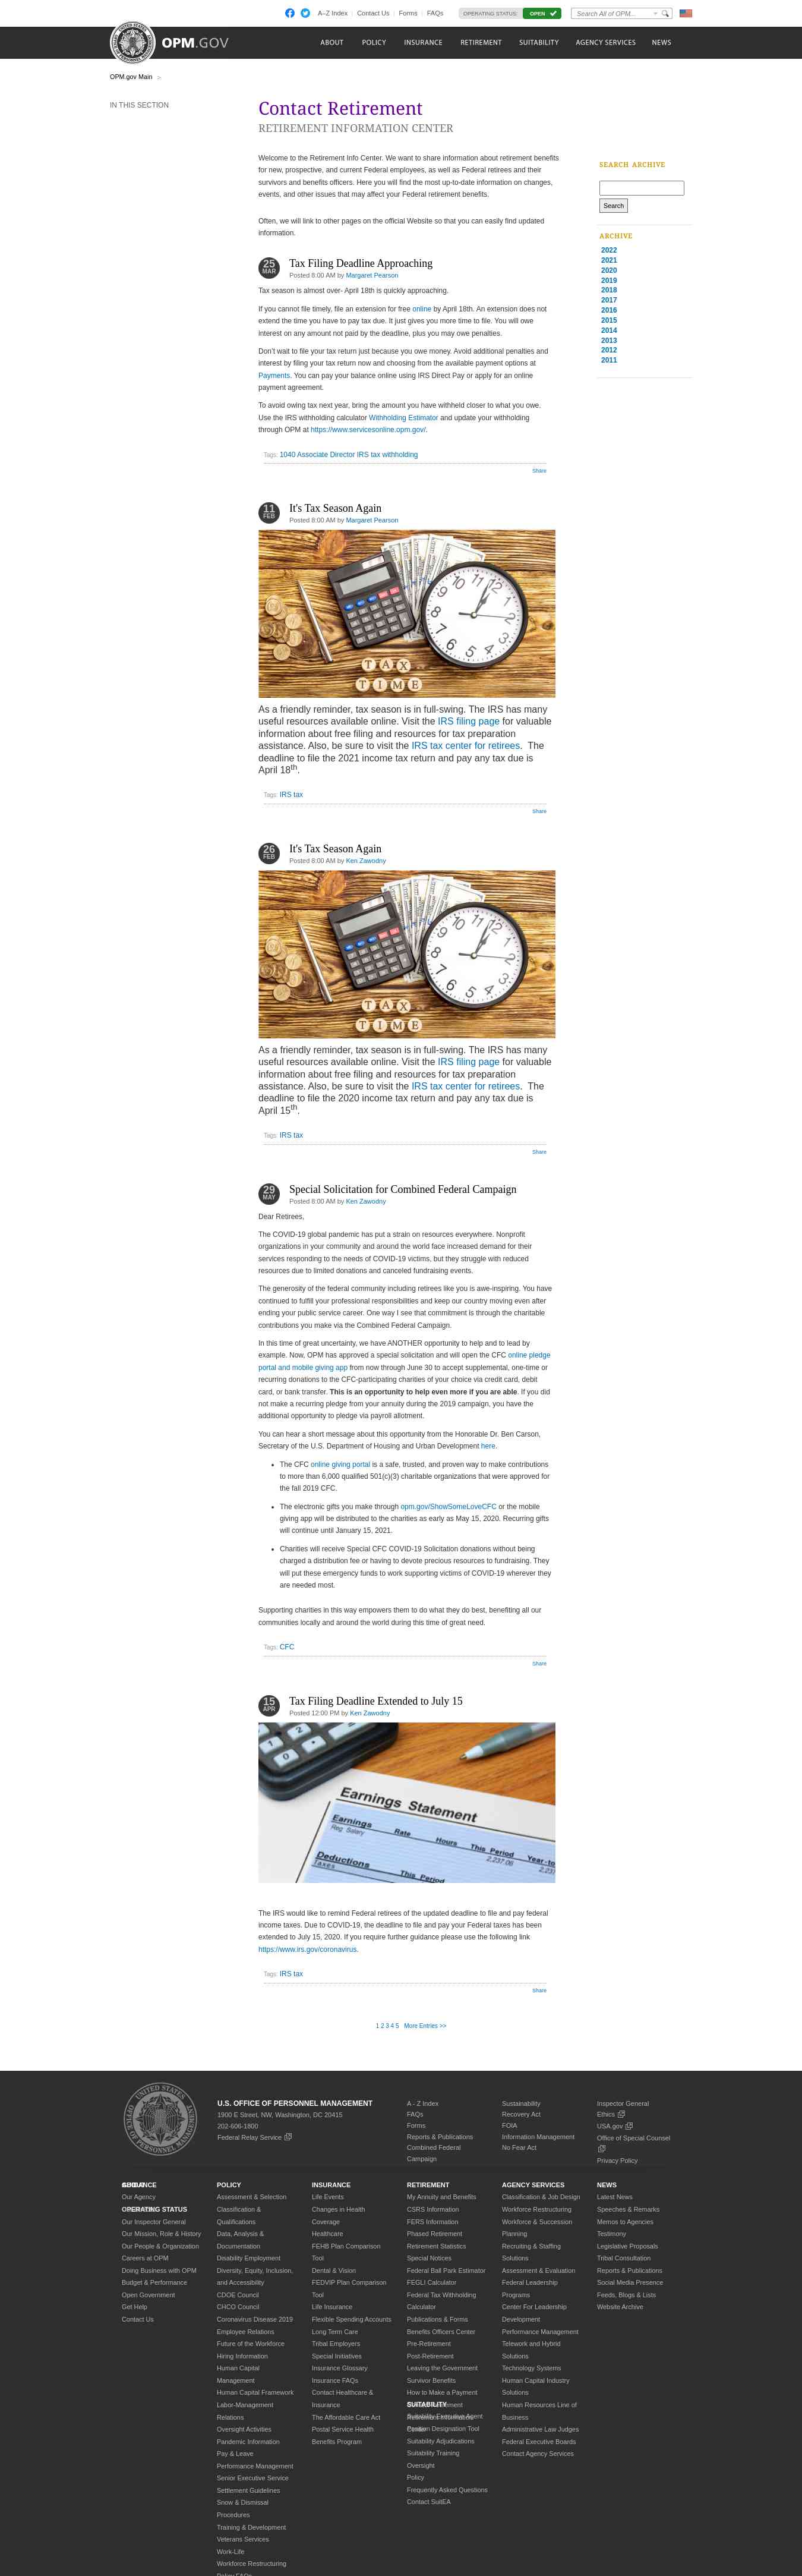 A–Z Index | Contact Us | Forms | FAQs
OPERATING STATUS: OPEN
Search All of OPM...
OPM.GOV
ABOUT POLICY INSURANCE RETIREMENT SUITABILITY AGENCY SERVICES NEWS
OPM.gov Main »
IN THIS SECTION
Contact Retirement
RETIREMENT INFORMATION CENTER
Welcome to the Retirement Info Center. We want to share information about retirement benefits
for new, prospective, and current Federal employees, as well as Federal retirees and their
survivors and benefits officers. Here you will find the most up-to-date information on changes,
events, and other issues that may affect your Federal retirement benefits.
Often, we will link to other pages on the official Website so that you can easily find updated
information.
SEARCH ARCHIVE
Search
ARCHIVE
2022
2021
2020
2019
2018
2017
2016
2015
2014
2013
2012
2011
25 MAR
Tax Filing Deadline Approaching
Posted 8:00 AM by Margaret Pearson
Tax season is almost over- April 18th is quickly approaching.
If you cannot file timely, file an extension for free online by April 18th. An extension does not
extend the time you have to pay tax due. It just gives you more time to file. You will owe
interest on any amount not paid by the deadline, plus you may owe penalties.
Don't wait to file your tax return just because you owe money. Avoid additional penalties and
interest by filing your tax return now and choosing from the available payment options at
Payments. You can pay your balance online using IRS Direct Pay or apply for an online
payment agreement.
To avoid owing tax next year, bring the amount you have withheld closer to what you owe.
Use the IRS withholding calculator Withholding Estimator and update your withholding
through OPM at https://www.servicesonline.opm.gov/.
Tags: 1040 Associate Director IRS tax withholding
Share
11 FEB
It's Tax Season Again
Posted 8:00 AM by Margaret Pearson
TAX
TIME
As a friendly reminder, tax season is in full-swing. The IRS has many
useful resources available online. Visit the IRS filing page for valuable
information about free filing and resources for tax preparation
assistance. Also, be sure to visit the IRS tax center for retirees. The
deadline to file the 2021 income tax return and pay any tax due is
April 18th.
Tags: IRS tax
Share
26 FEB
It's Tax Season Again
Posted 8:00 AM by Ken Zawodny
TAX
TIME
As a friendly reminder, tax season is in full-swing. The IRS has many
useful resources available online. Visit the IRS filing page for valuable
information about free filing and resources for tax preparation
assistance. Also, be sure to visit the IRS tax center for retirees. The
deadline to file the 2020 income tax return and pay any tax due is
April 15th.
Tags: IRS tax
Share
29 MAY
Special Solicitation for Combined Federal Campaign
Posted 8:00 AM by Ken Zawodny
Dear Retirees,
The COVID-19 global pandemic has put a strain on resources everywhere. Nonprofit
organizations in your community and around the world face increased demand for their
services responding to the needs of COVID-19 victims, but they struggle with reduced
resources due to limited donations and canceled fundraising events.
The generosity of the federal community including retirees like you is awe-inspiring. You have
continued to fulfill your professional responsibilities and keep our country moving even after
ending your public service career. One way I see that commitment is through the charitable
contributions you make via the Combined Federal Campaign.
In this time of great uncertainty, we have ANOTHER opportunity to help and to lead by
example. Now, OPM has approved a special solicitation and will open the CFC online pledge
portal and mobile giving app from now through June 30 to accept supplemental, one-time or
recurring donations to the CFC-participating charities of your choice via credit card, debit
card, or bank transfer. This is an opportunity to help even more if you are able. If you did
not make a recurring pledge from your annuity during the 2019 campaign, you have the
additional opportunity to pledge via payroll allotment.
You can hear a short message about this opportunity from the Honorable Dr. Ben Carson,
Secretary of the U.S. Department of Housing and Urban Development here.
• The CFC online giving portal is a safe, trusted, and proven way to make contributions
to more than 6,000 qualified 501(c)(3) charitable organizations that were approved for
the fall 2019 CFC.
• The electronic gifts you make through opm.gov/ShowSomeLoveCFC or the mobile
giving app will be distributed to the charities as early as May 15, 2020. Recurring gifts
will continue until January 15, 2021.
• Charities will receive Special CFC COVID-19 Solicitation donations without being
charged a distribution fee or having to devote precious resources to fundraising. They
will put these emergency funds to work supporting victims of COVID-19 wherever they
are needed most.
Supporting charities in this way empowers them to do what they do best, benefiting all our
communities locally and around the world during this time of great need.
Tags: CFC
Share
15 APR
Tax Filing Deadline Extended to July 15
Posted 12:00 PM by Ken Zawodny
Earnings Statement
Reg. Salary
Earnings
Hours
This Period
2,237.06
Deductions
This Period
The IRS would like to remind Federal retirees of the updated deadline to file and pay federal
income taxes. Due to COVID-19, the deadline to file and pay your Federal taxes has been
extended to July 15, 2020. If you require further guidance please use the following link
https://www.irs.gov/coronavirus.
Tags: IRS tax
Share
1 2 3 4 5 More Entries >>
U.S. OFFICE OF PERSONNEL MANAGEMENT
1900 E Street, NW, Washington, DC 20415
202-606-1800
Federal Relay Service
A - Z Index
FAQs
Forms
Reports & Publications
Combined Federal
Campaign
Sustainability
Recovery Act
FOIA
Information Management
No Fear Act
Inspector General
Ethics
USA.gov
Office of Special Counsel
Privacy Policy
ABOUT
Our Agency
OPERATING STATUS
Our Inspector General
Our Mission, Role & History
Our People & Organization
Careers at OPM
Doing Business with OPM
Budget & Performance
Open Government
Get Help
Contact Us
POLICY
Assessment & Selection
Classification &
Qualifications
Data, Analysis &
Documentation
Disability Employment
Diversity, Equity, Inclusion,
and Accessibility
CDOE Council
CHCO Council
Coronavirus Disease 2019
Employee Relations
Future of the Workforce
Hiring Information
Human Capital
Management
Human Capital Framework
Labor-Management
Relations
Oversight Activities
Pandemic Information
Pay & Leave
Performance Management
Senior Executive Service
Settlement Guidelines
Snow & Dismissal
Procedures
Training & Development
Veterans Services
Work-Life
Workforce Restructuring
Policy FAQs
INSURANCE
Life Events
Changes in Health
Coverage
Healthcare
FEHB Plan Comparison
Tool
Dental & Vision
FEDVIP Plan Comparison
Tool
Life Insurance
Flexible Spending Accounts
Long Term Care
Tribal Employers
Special Initiatives
Insurance Glossary
Insurance FAQs
Contact Healthcare &
Insurance
The Affordable Care Act
Postal Service Health
Benefits Program
RETIREMENT
My Annuity and Benefits
CSRS Information
FERS Information
Phased Retirement
Retirement Statistics
Special Notices
Federal Ball Park Estimator
FEGLI Calculator
Federal Tax Withholding
Calculator
Publications & Forms
Benefits Officers Center
Pre-Retirement
Post-Retirement
Leaving the Government
Survivor Benefits
How to Make a Payment
SUITABILITY
Suitability Executive Agent
Position Designation Tool
Suitability Adjudications
Suitability Training
Oversight
Policy
Frequently Asked Questions
Contact SuitEA
AGENCY SERVICES
Classification & Job Design
Workforce Restructuring
Workforce & Succession
Planning
Recruiting & Staffing
Solutions
Assessment & Evaluation
Federal Leadership
Programs
Center For Leadership
Development
Performance Management
Telework and Hybrid
Solutions
Technology Systems
Human Capital Industry
Solutions
Human Resources Line of
Business
Administrative Law Judges
Federal Executive Boards
Contact Agency Services
NEWS
Latest News
Speeches & Remarks
Memos to Agencies
Testimony
Legislative Proposals
Tribal Consultation
Reports & Publications
Social Media Presence
Feeds, Blogs & Lists
Website Archive